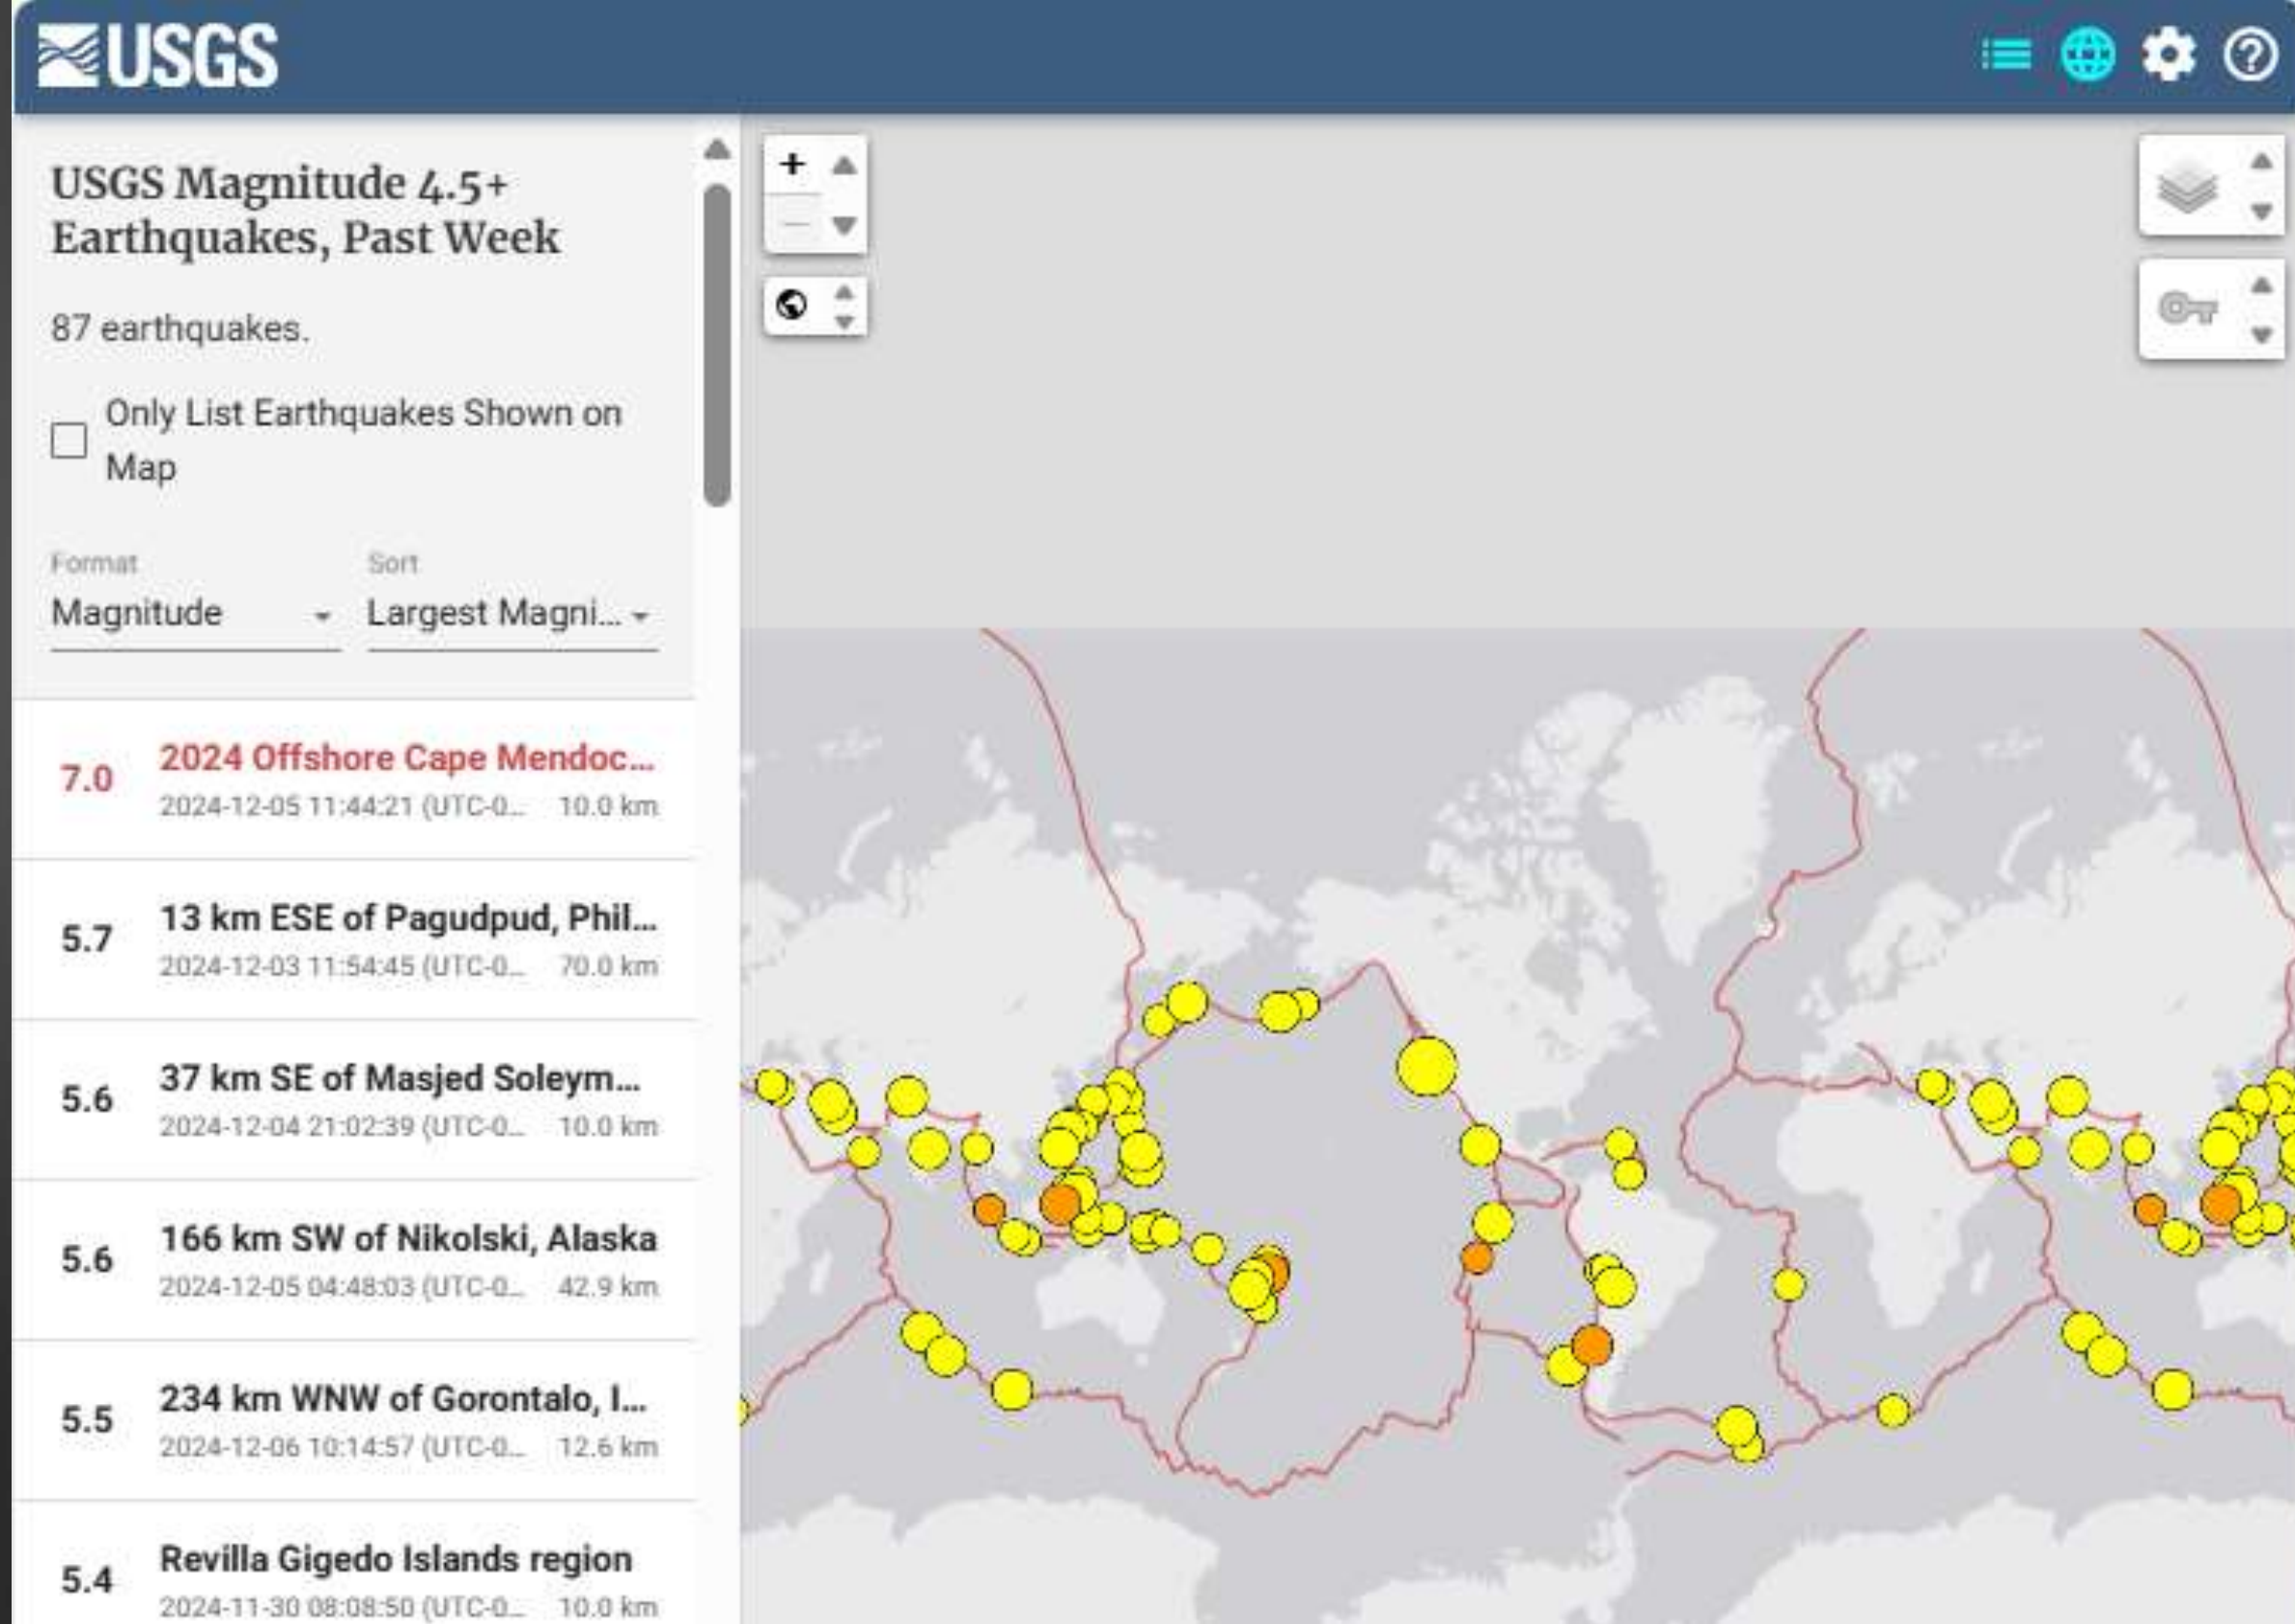 USGS
USGS Magnitude 4.5+
Earthquakes, Past Week
87 earthquakes.
Only List Earthquakes Shown on
Map
Format
Sort
Magnitude
Largest Magni...
7.0
2024 Offshore Cape Mendoc...
2024-12-05 11:44:21 (UTC-0... 10.0 km
5.7
13 km ESE of Pagudpud, Phil...
2024-12-03 11:54:45 (UTC-0... 70.0 km
5.6
37 km SE of Masjed Soleym...
2024-12-04 21:02:39 (UTC-0... 10.0 km
5.6
166 km SW of Nikolski, Alaska
2024-12-05 04:48:03 (UTC-0... 42.9 km
5.5
234 km WNW of Gorontalo, I...
2024-12-06 10:14:57 (UTC-0... 12.6 km
5.4
Revilla Gigedo Islands region
2024-11-30 08:08:50 (UTC-0... 10.0 km